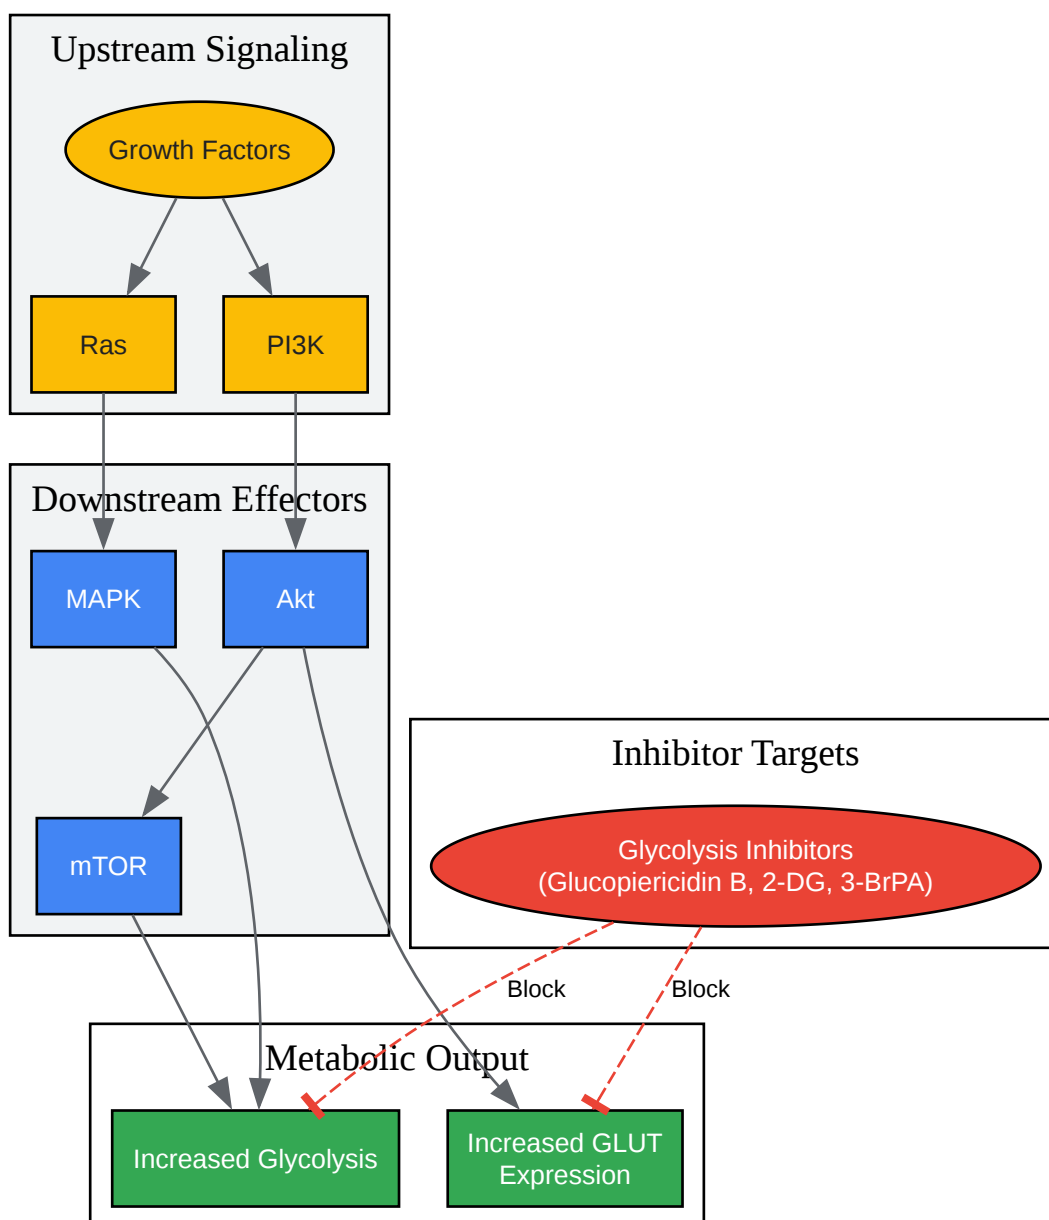 Upstream Signaling
Growth Factors
Ras
PI3K
Downstream Effectors
MAPK
Akt
Inhibitor Targets
Glycolysis Inhibitors
(Glucopiericidin B, 2-DG, 3-BrPA)
mTOR
Block
Block
Metabolic Output
Increased Glycolysis
Increased GLUT
Expression